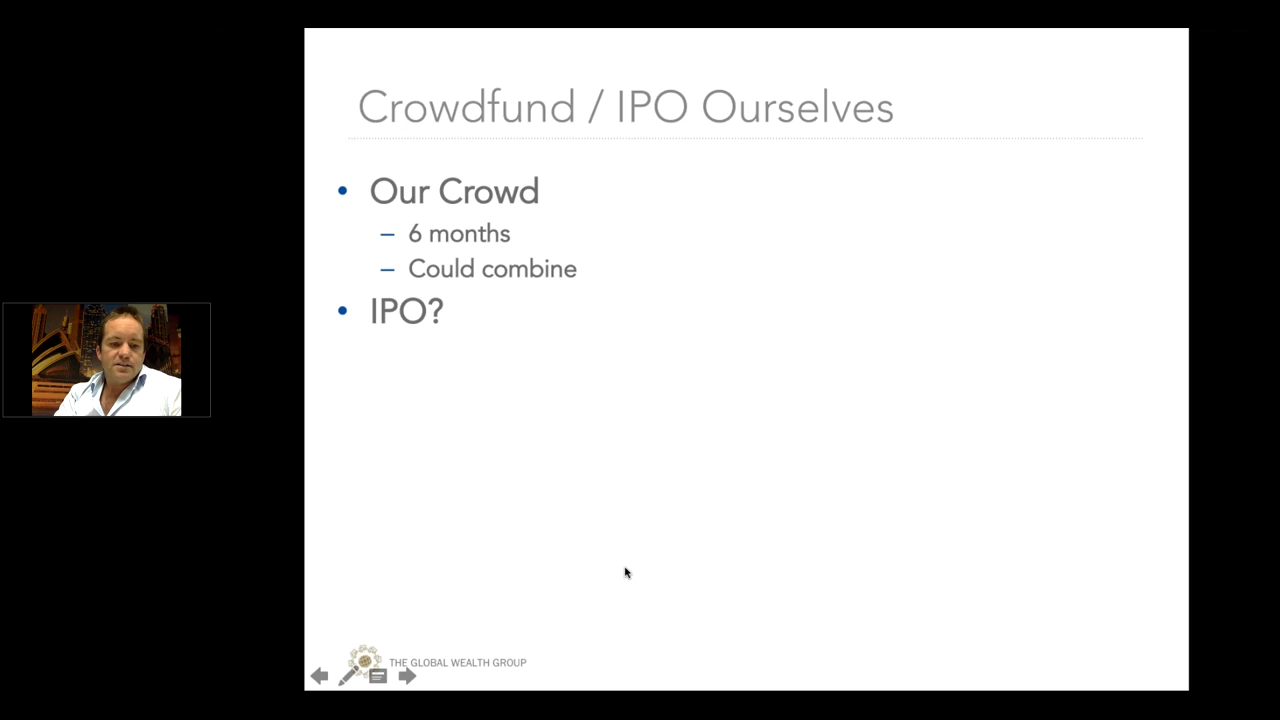 Crowdfund / IPO Ourselves
• Our Crowd
– 6 months
– Could combine
• IPO?
THE GLOBAL WEALTH GROUP